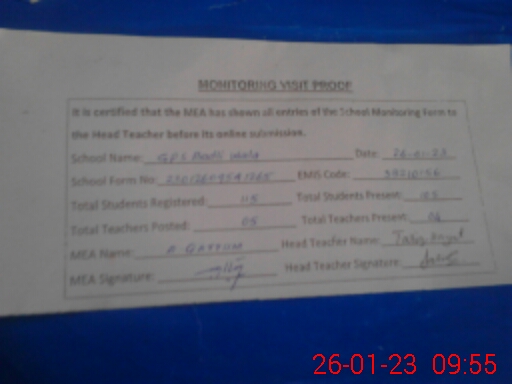 MONITORING VISIT PROOF
It is certified that the MEA has shown all entries of the School Monitoring Form to
the Head Teacher before its online submission.
School Name: GPS Date: 26-01-23
School Form No: EMIS Code:
Total Students Registered: 115 Total Students Present: 105
Total Teachers Posted: 05 Total Teachers Present: 04
MEA Name: A GAYYUM Head Teacher Name:
MEA Signature: Head Teacher Signature:
26-01-23 09:55